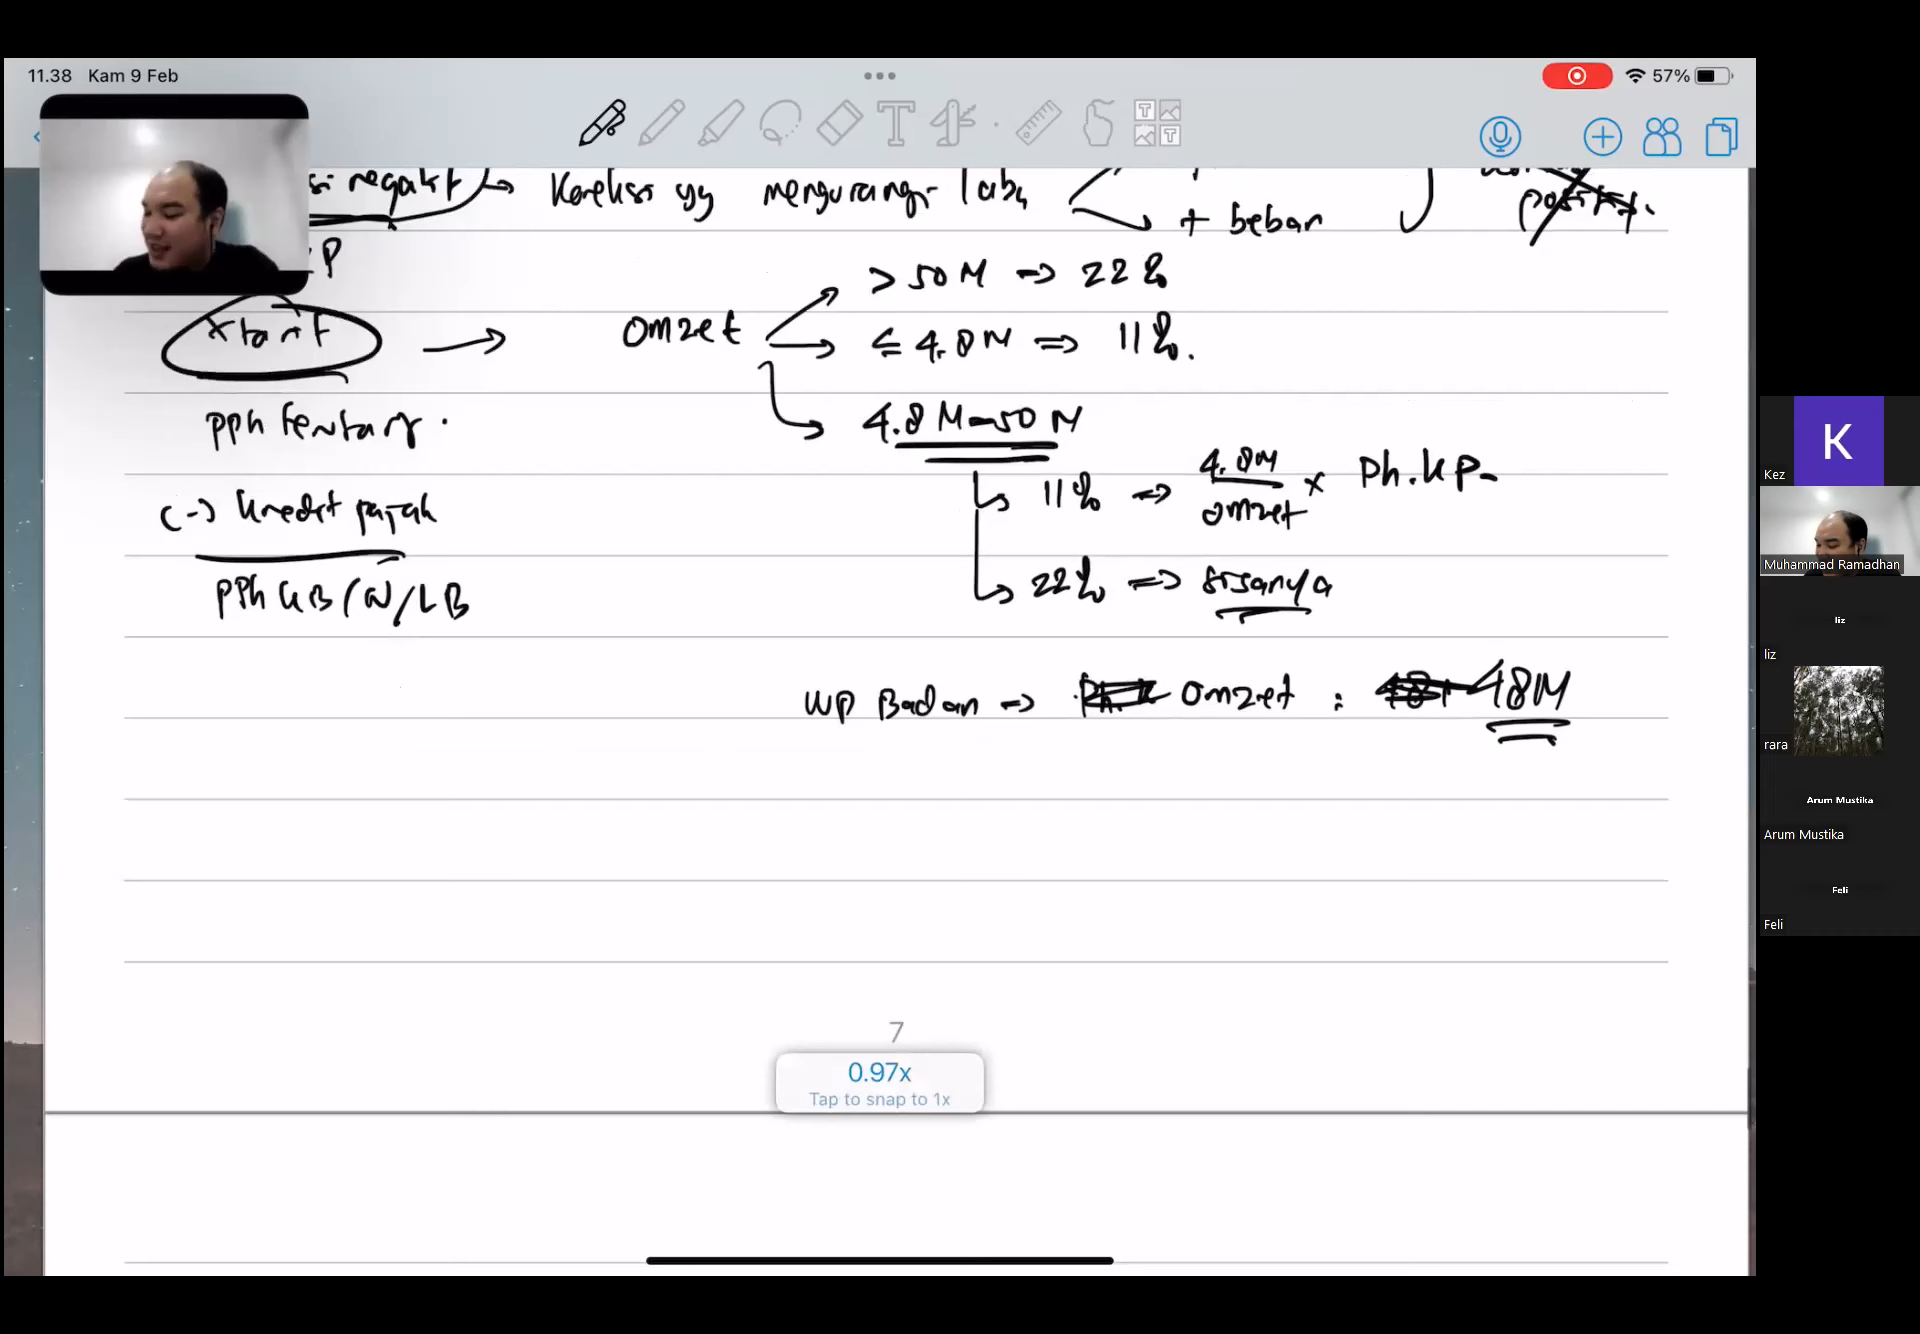 11.38 Kam 9 Feb
57%
si negatif → Koreksi yg mengurangi laba
+ beban
positif.
P
> 50 M ⇒ 22%
x tarif → omzet
≤ 4.8 M ⇒ 11%.
pph terutang.
4.8 M - 50 M
11% ⇒ 4.8M / omzet x Ph.KP
(-) kredit pajak
22% ⇒ sisanya
PPh KB/N/LB
WP Badan ⇒ omzet : 48M
7
0.97x
Tap to snap to 1x
K
Kez
Muhammad Ramadhan
liz
liz
rara
Arum Mustika
Arum Mustika
Feli
Feli